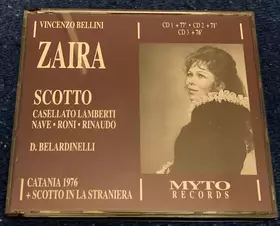 VINCENZO BELLINI
ZAIRA
SCOTTO
CASELLATO LAMBERTI
NAVE • RONI • RINAUDO
D. BELARDINELLI
CATANIA 1976
+ SCOTTO IN LA STRANIERA
CD 1 + 77' • CD 2 + 71'
CD 3 + 76'
MYTO
RECORDS